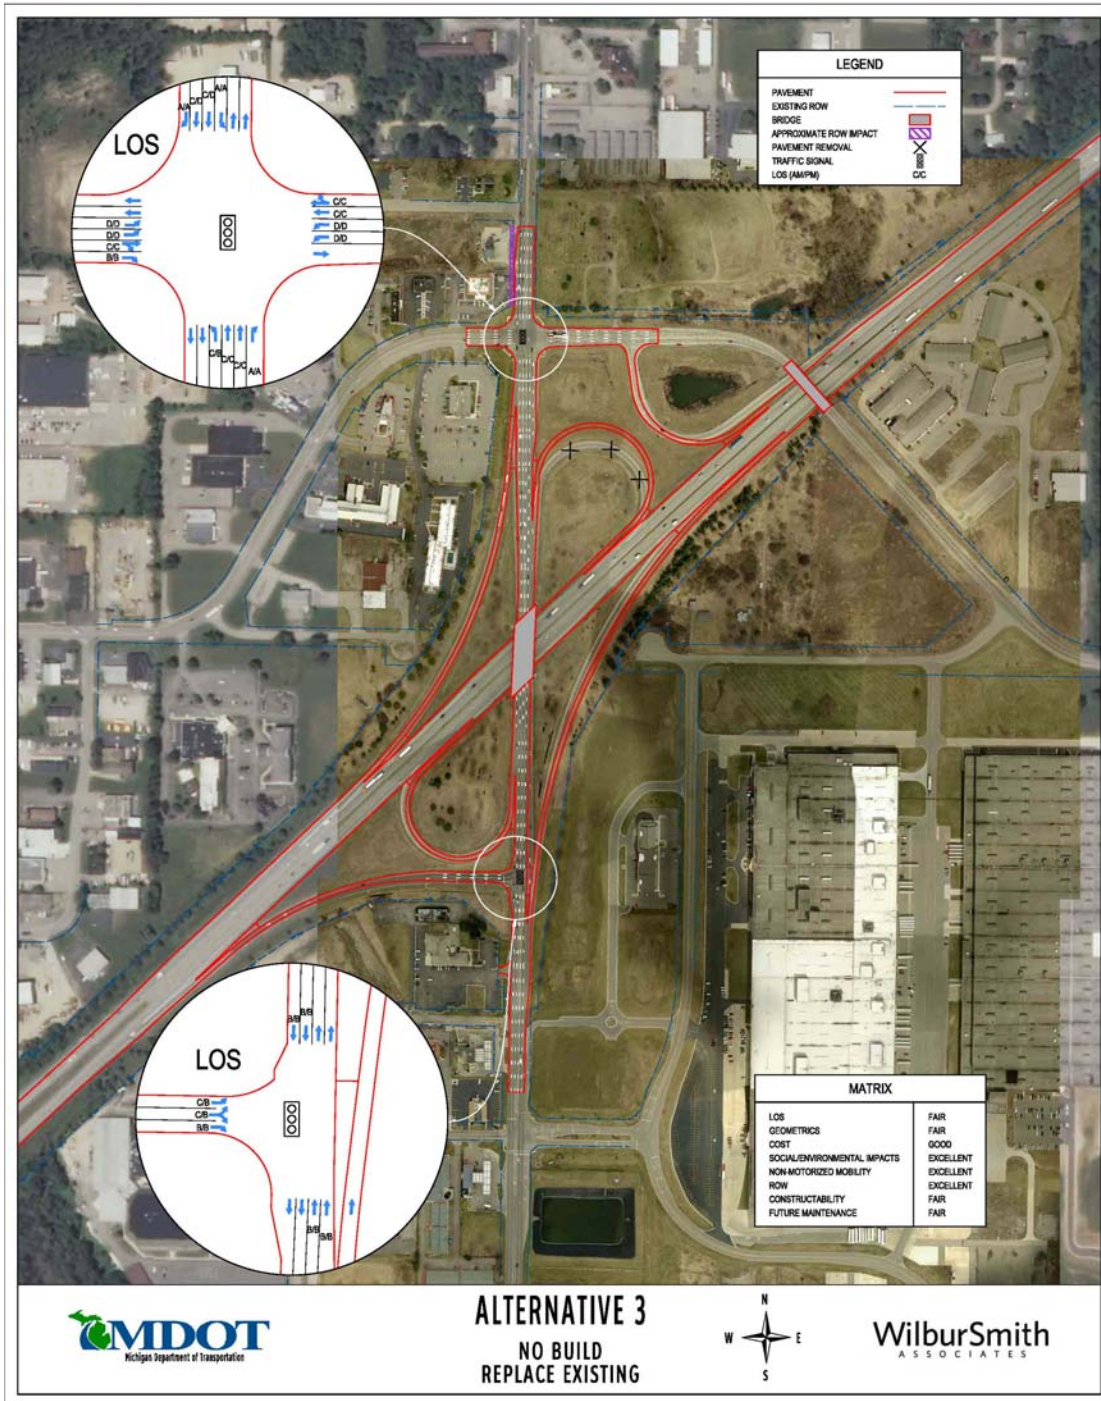 LOS
A/A
C/D
C/D
A/A
D/D
D/D
C/C
B/B
C/C
C/C
D/D
D/D
C/B
C/C
C/C
A/A
LEGEND
PAVEMENT
EXISTING ROW
BRIDGE
APPROXIMATE ROW IMPACT
PAVEMENT REMOVAL
TRAFFIC SIGNAL
LOS (AM/PM) C/C
LOS
B/B
B/B
C/B
C/B
B/B
B/B
B/B
MATRIX
LOS FAIR
GEOMETRICS FAIR
COST GOOD
SOCIAL/ENVIRONMENTAL IMPACTS EXCELLENT
NON-MOTORIZED MOBILITY EXCELLENT
ROW EXCELLENT
CONSTRUCTABILITY FAIR
FUTURE MAINTENANCE FAIR
MDOT
Michigan Department of Transportation
ALTERNATIVE 3
NO BUILD
REPLACE EXISTING
N
W E
S
WilburSmith
ASSOCIATES